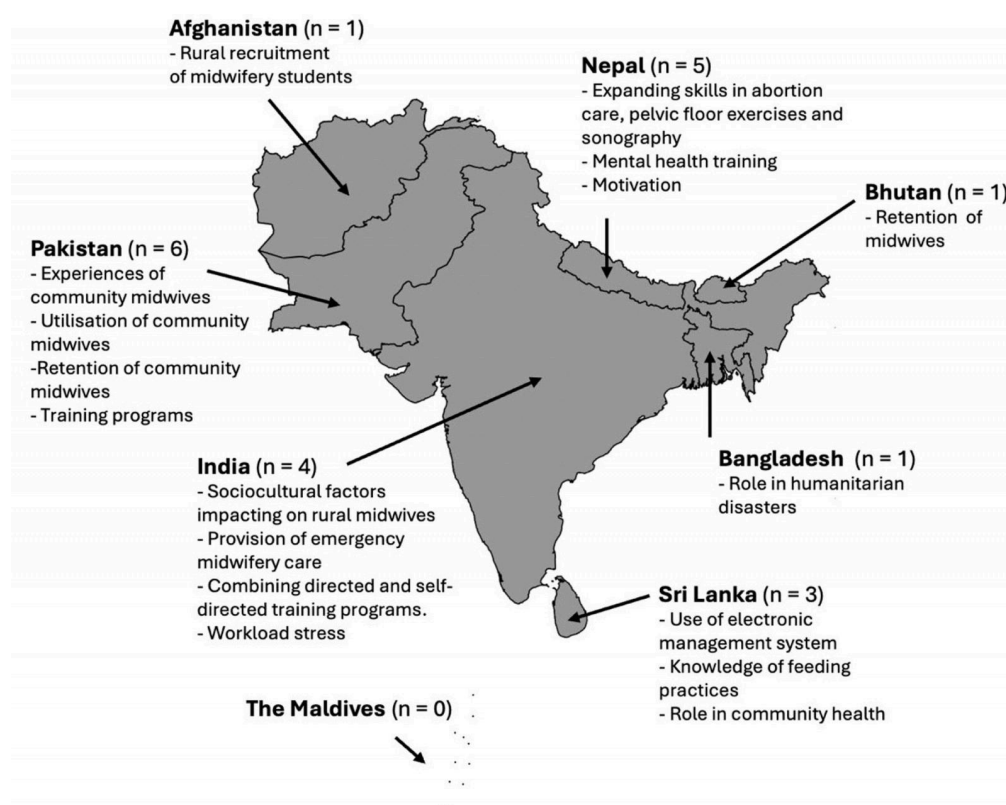 Afghanistan (n = 1)
- Rural recruitment
of midwifery students
Nepal (n = 5)
- Expanding skills in abortion
care, pelvic floor exercises and
sonography
- Mental health training
- Motivation
Bhutan (n = 1)
- Retention of
midwives
Pakistan (n = 6)
- Experiences of
community midwives
- Utilisation of community
midwives
-Retention of community
midwives
- Training programs
India (n = 4)
- Sociocultural factors
impacting on rural midwives
- Provision of emergency
midwifery care
- Combining directed and self-
directed training programs.
- Workload stress
Bangladesh (n = 1)
- Role in humanitarian
disasters
Sri Lanka (n = 3)
- Use of electronic
management system
- Knowledge of feeding
practices
- Role in community health
The Maldives (n = 0)